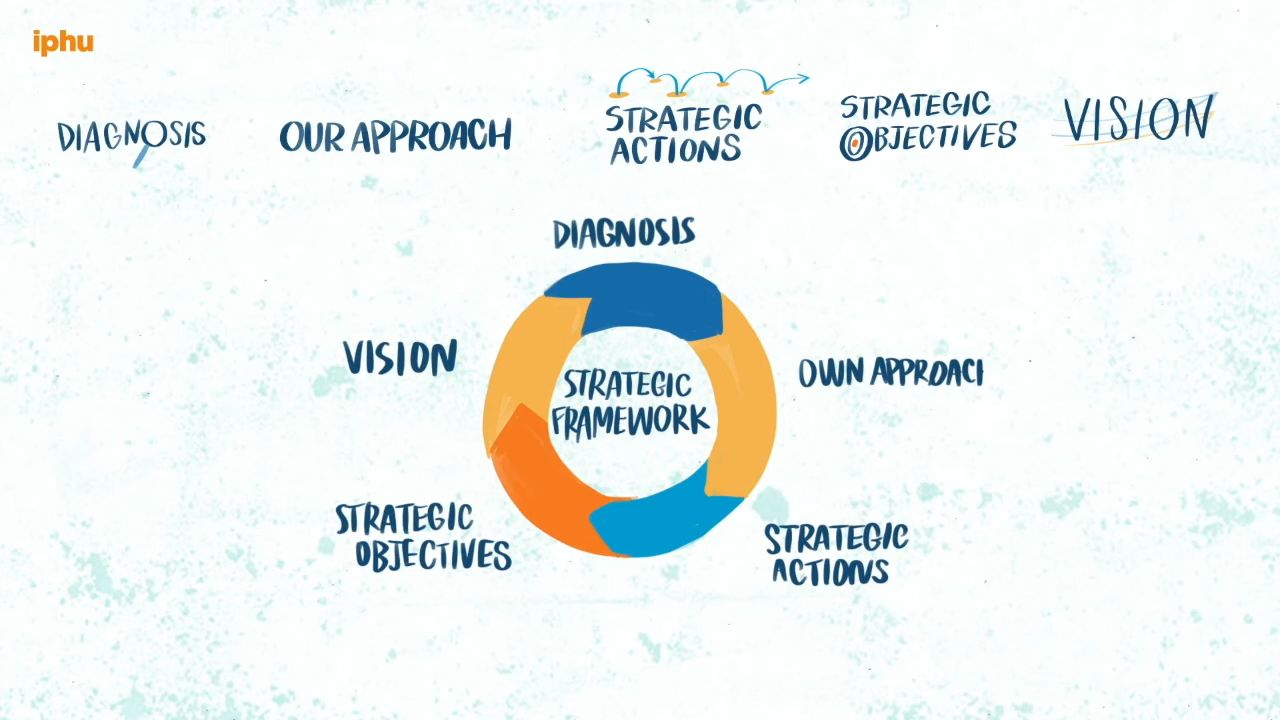 iphu
DIAGNOSIS
OUR APPROACH
STRATEGIC
ACTIONS
STRATEGIC
OBJECTIVES
VISION
DIAGNOSIS
VISION
STRATEGIC
FRAMEWORK
OWN APPROACI
STRATEGIC
OBJECTIVES
STRATEGIC
ACTIONS